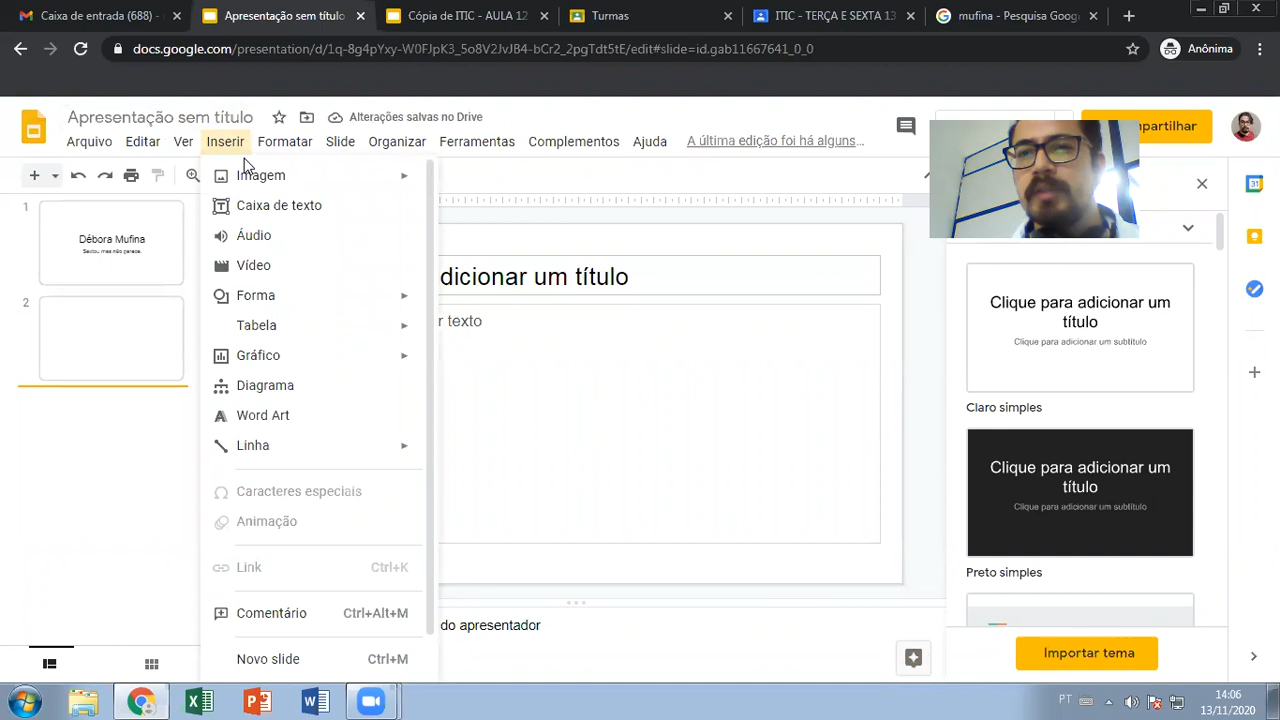 Caixa de entrada (688) -
Apresentação sem título
Cópia de ITIC - AULA 12
Turmas
ITIC - TERÇA E SEXTA 13
mufina - Pesquisa Goog
docs.google.com/presentation/d/1q-8g4pYxy-W0FJpK3_5o8V2JvJB4-bCr2_2pgTdt5tE/edit#slide=id.gab11667641_0_0
Anônima
Apresentação sem título
Alterações salvas no Drive
Arquivo Editar Ver Inserir Formatar Slide Organizar Ferramentas Complementos Ajuda A última edição foi há alguns...
mpartilhar
1
Débora Mufina
2
Imagem
Caixa de texto
Áudio
Vídeo
Forma
Tabela
Gráfico
Diagrama
Word Art
Linha
Caracteres especiais
Animação
Link Ctrl+K
Comentário Ctrl+Alt+M
Novo slide Ctrl+M
dicionar um título
r texto
do apresentador
Clique para adicionar um
título
Clique para adicionar um subtítulo
Claro simples
Clique para adicionar um
título
Clique para adicionar um subtítulo
Preto simples
Importar tema
PT
14:06
13/11/2020